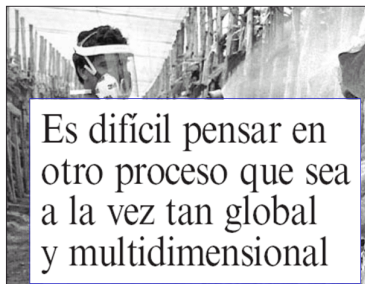 Es difícil pensar en
otro proceso que sea
a la vez tan global
y multidimensional